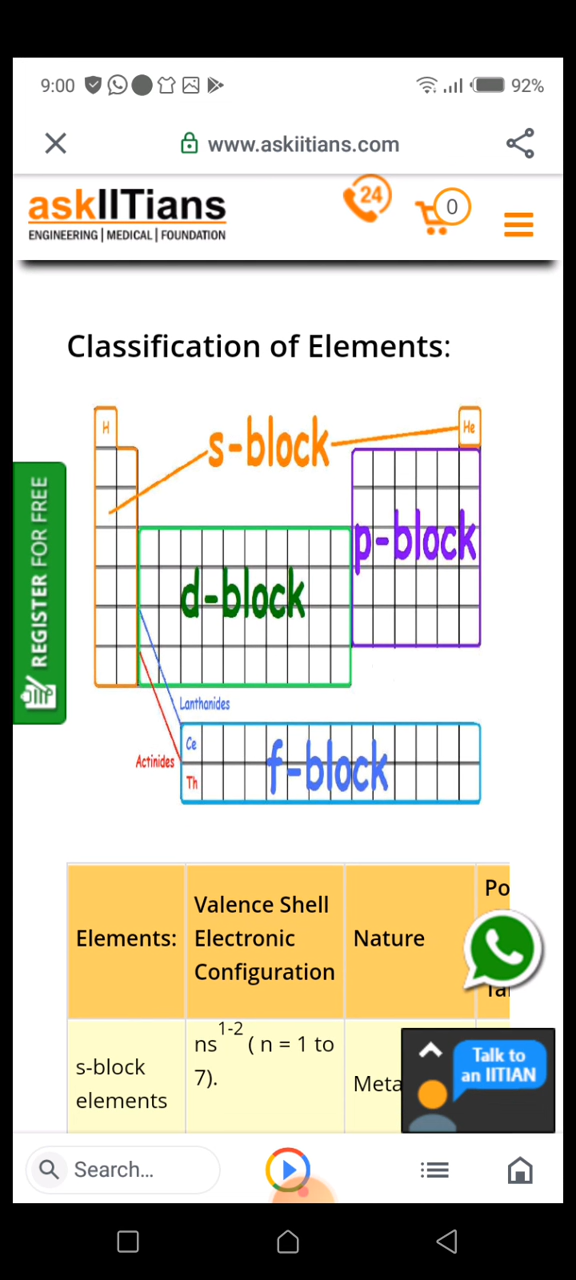 9:00
92%
www.askiitians.com
askIITians
ENGINEERING | MEDICAL | FOUNDATION
24
0
Classification of Elements:
H
s-block
He
p-block
d-block
REGISTER FOR FREE
Lanthanides
Ce
Actinides
f-block
Th
Elements:
Valence Shell
Electronic
Configuration
Nature
Po
s-block
elements
ns1-2 ( n = 1 to
7).
Meta
Talk to
an IITIAN
Search...